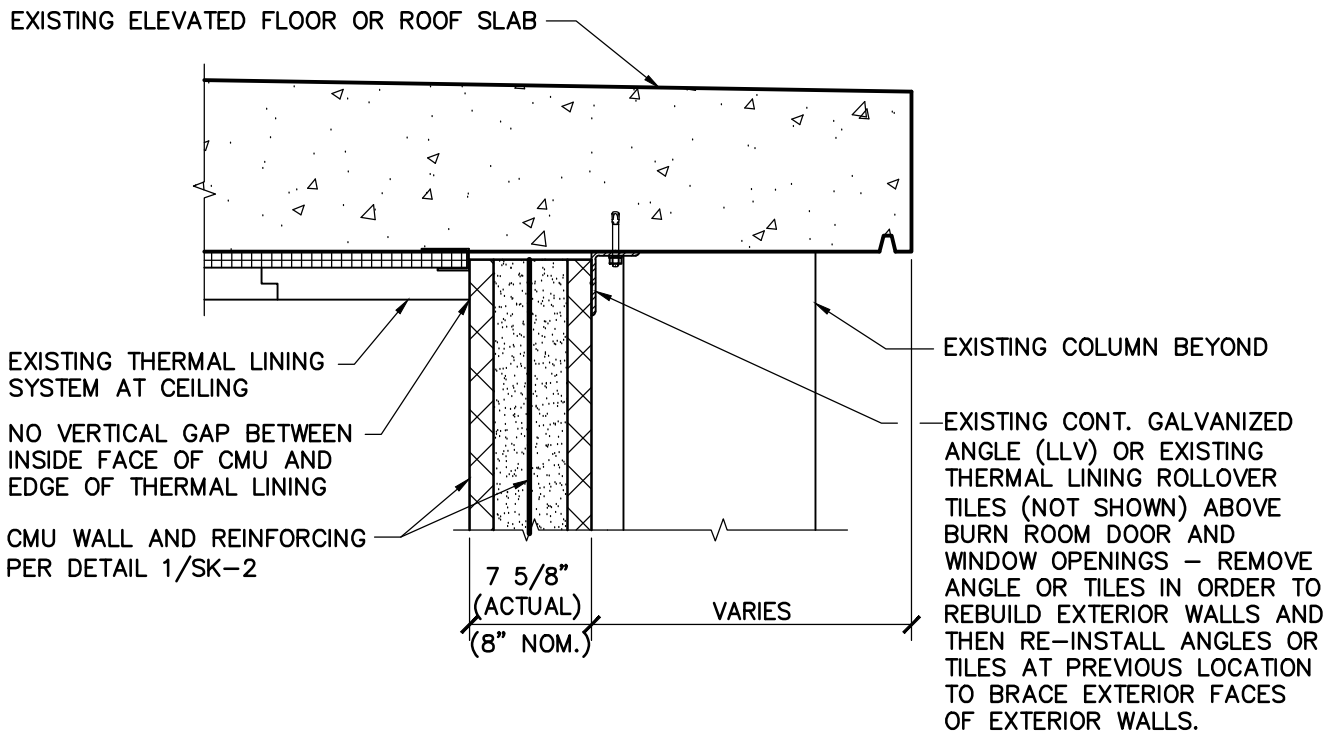 EXISTING ELEVATED FLOOR OR ROOF SLAB
EXISTING THERMAL LINING
SYSTEM AT CEILING
NO VERTICAL GAP BETWEEN
INSIDE FACE OF CMU AND
EDGE OF THERMAL LINING
CMU WALL AND REINFORCING
PER DETAIL 1/SK-2
7 5/8"
(ACTUAL)
(8" NOM.)
VARIES
EXISTING COLUMN BEYOND
EXISTING CONT. GALVANIZED
ANGLE (LLV) OR EXISTING
THERMAL LINING ROLLOVER
TILES (NOT SHOWN) ABOVE
BURN ROOM DOOR AND
WINDOW OPENINGS – REMOVE
ANGLE OR TILES IN ORDER TO
REBUILD EXTERIOR WALLS AND
THEN RE-INSTALL ANGLES OR
TILES AT PREVIOUS LOCATION
TO BRACE EXTERIOR FACES
OF EXTERIOR WALLS.